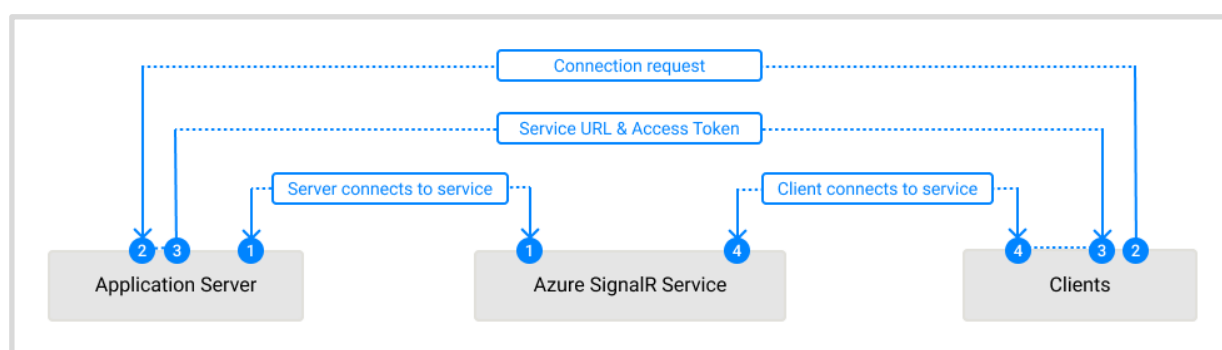 Connection request
Service URL & Access Token
Server connects to service
Client connects to service
2 3 1 1 4 4 3 2
Application Server
Azure SignalR Service
Clients